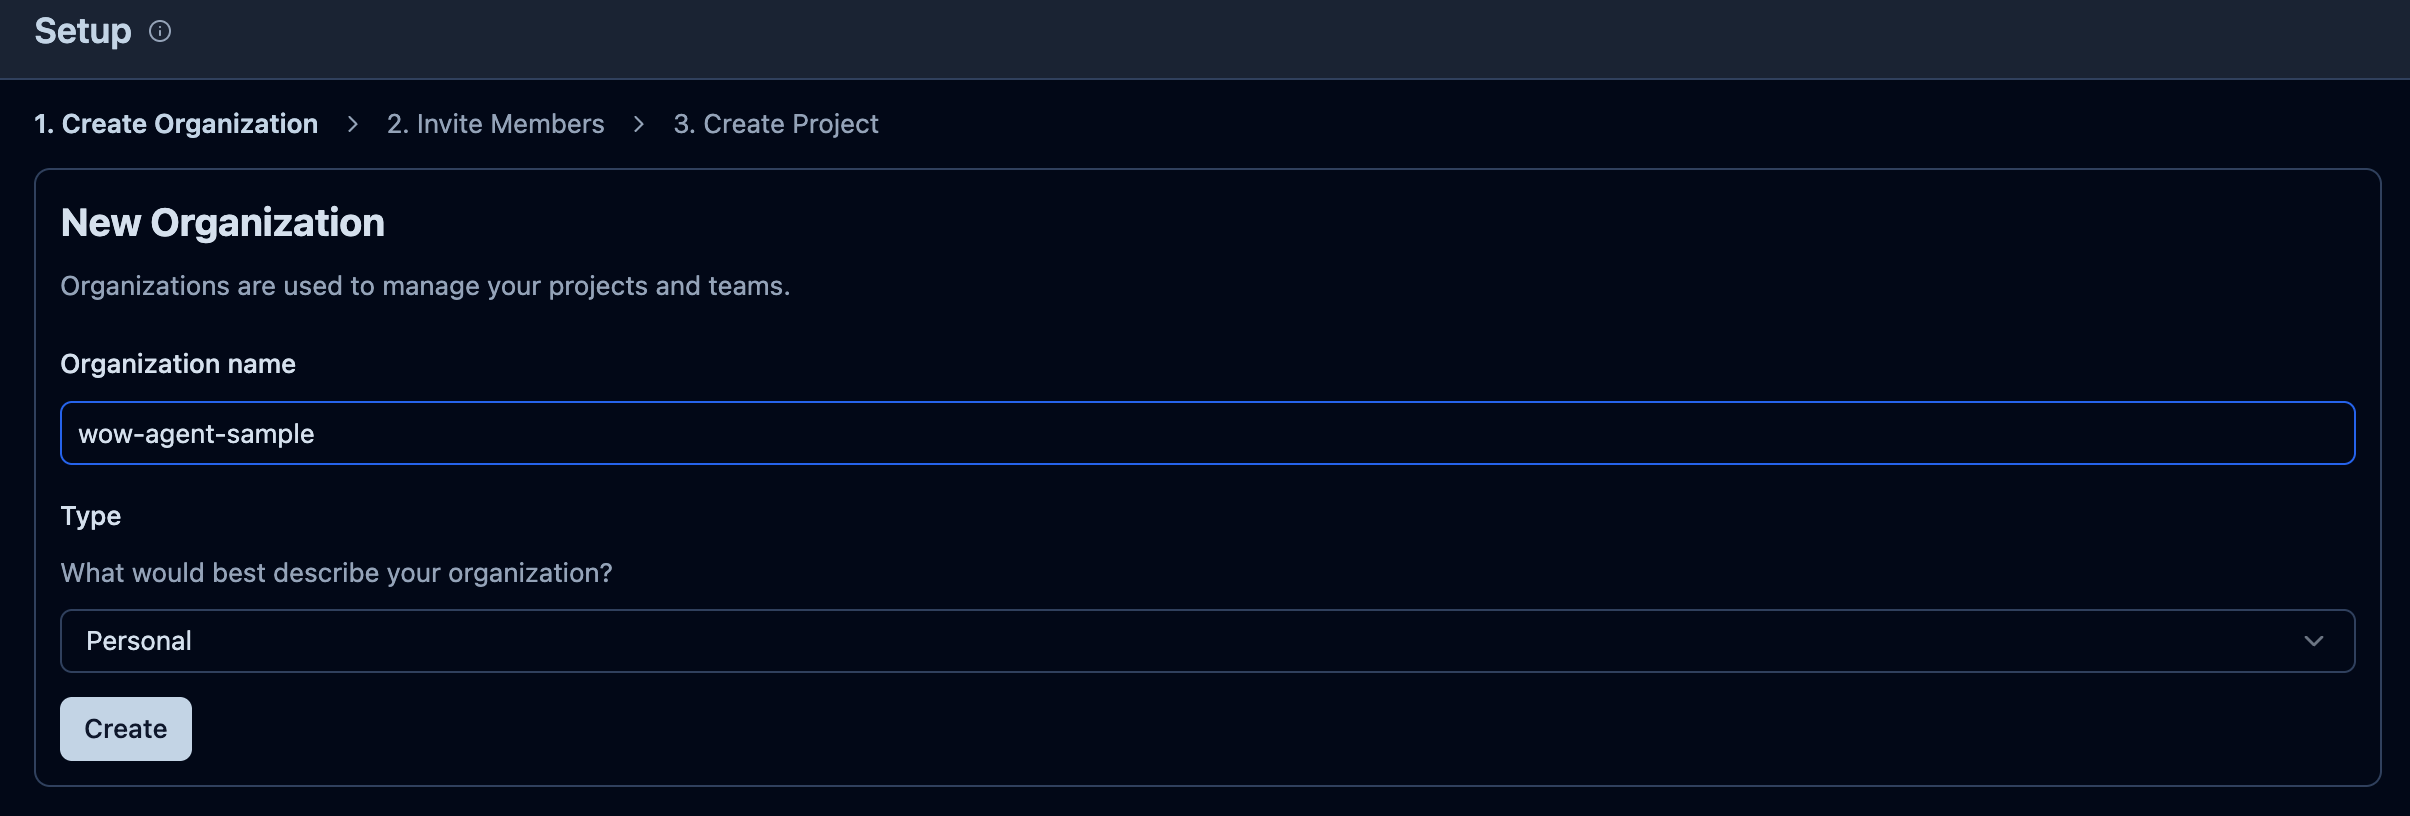 Setup
1. Create Organization > 2. Invite Members > 3. Create Project
New Organization
Organizations are used to manage your projects and teams.
Organization name
wow-agent-sample
Type
What would best describe your organization?
Personal
Create